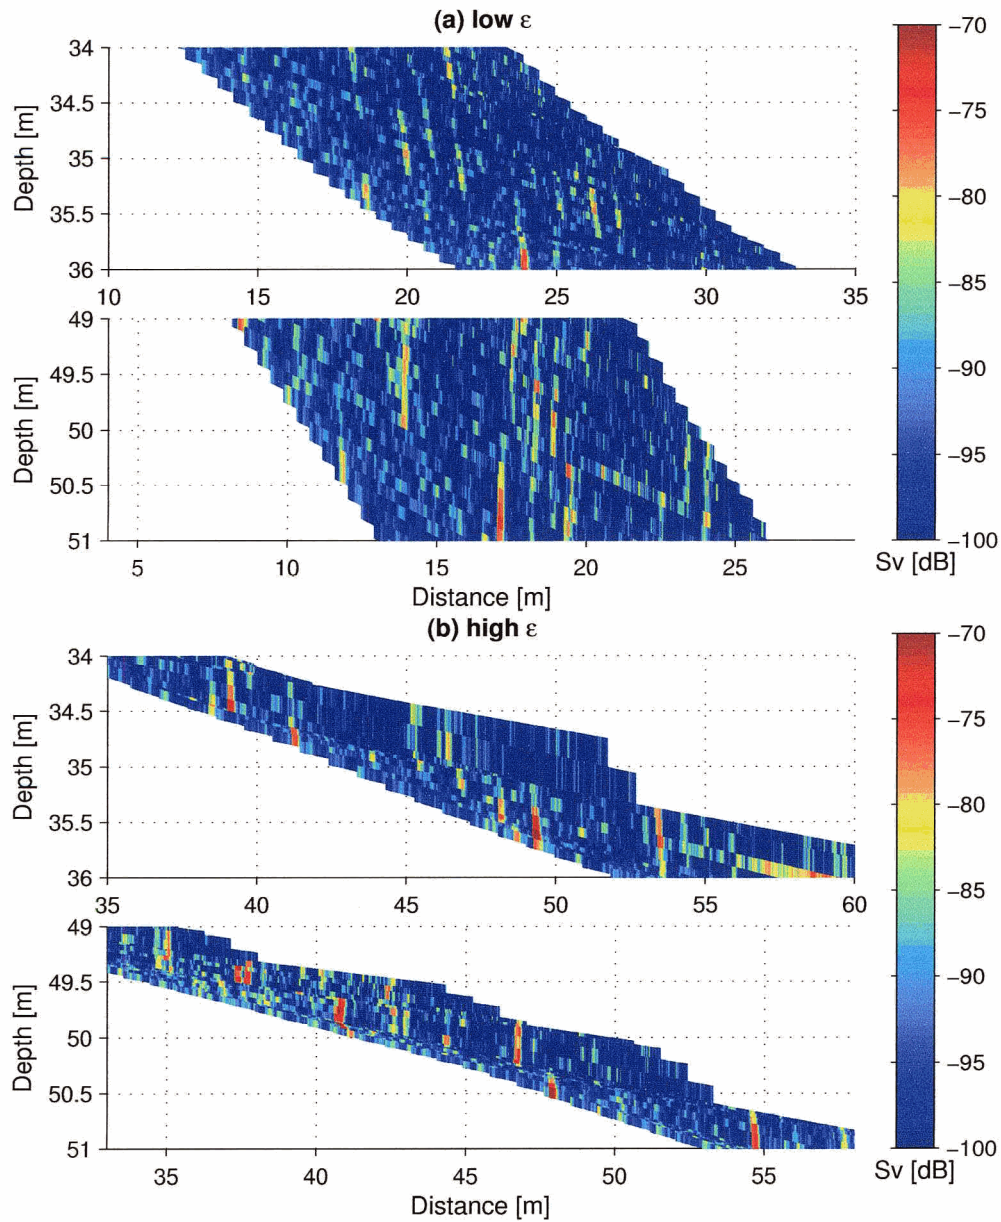 (a) low ε
34
34.5
35
35.5
36
Depth [m]
10 15 20 25 30 35
49
49.5
50
50.5
51
Depth [m]
5 10 15 20 25
Distance [m]
−70
−75
−80
−85
−90
−95
−100
Sv [dB]
(b) high ε
34
34.5
35
35.5
36
Depth [m]
35 40 45 50 55 60
49
49.5
50
50.5
51
Depth [m]
35 40 45 50 55
Distance [m]
−70
−75
−80
−85
−90
−95
−100
Sv [dB]